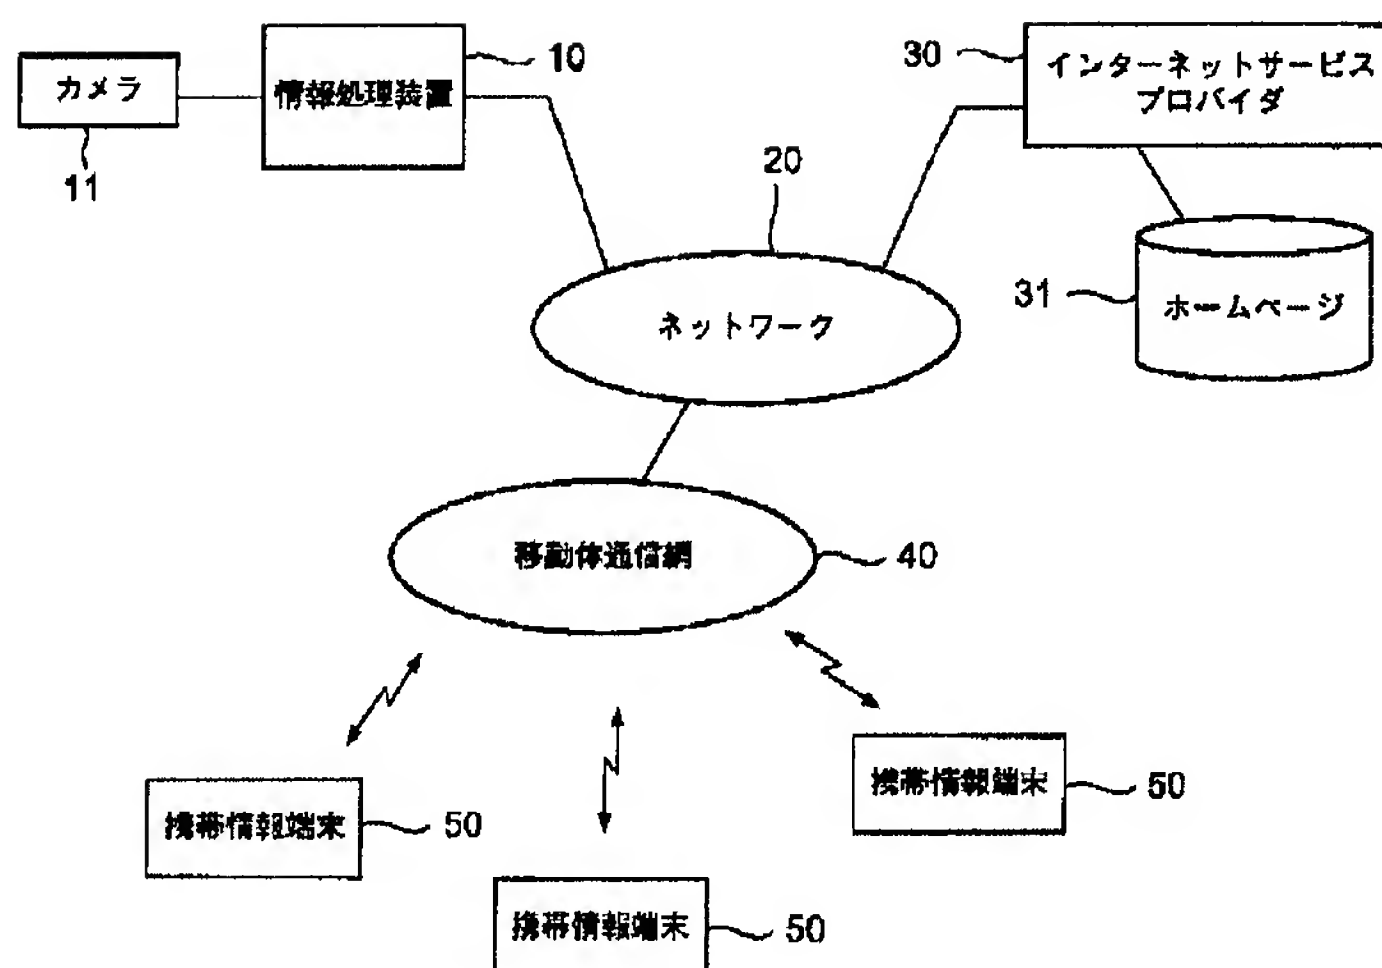 カメラ
11
情報処理装置
10
30
インターネットサービス
プロバイダ
20
ネットワーク
31
ホームページ
移動体通信網
40
携帯情報端末
50
携帯情報端末
50
携帯情報端末
50